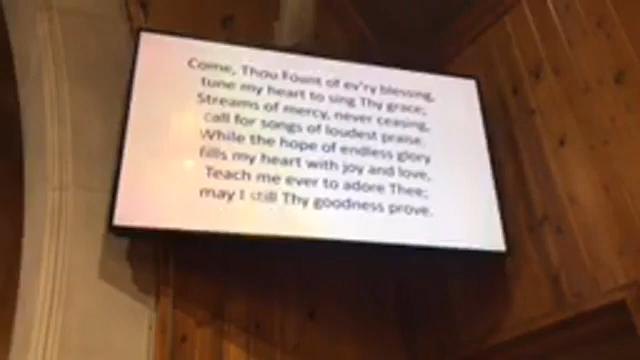 Come, Thou Fount of ev'ry blessing,
tune my heart to sing Thy grace;
Streams of mercy, never ceasing,
call for songs of loudest praise.
While the hope of endless glory
fills my heart with joy and love,
Teach me ever to adore Thee;
may I still Thy goodness prove.